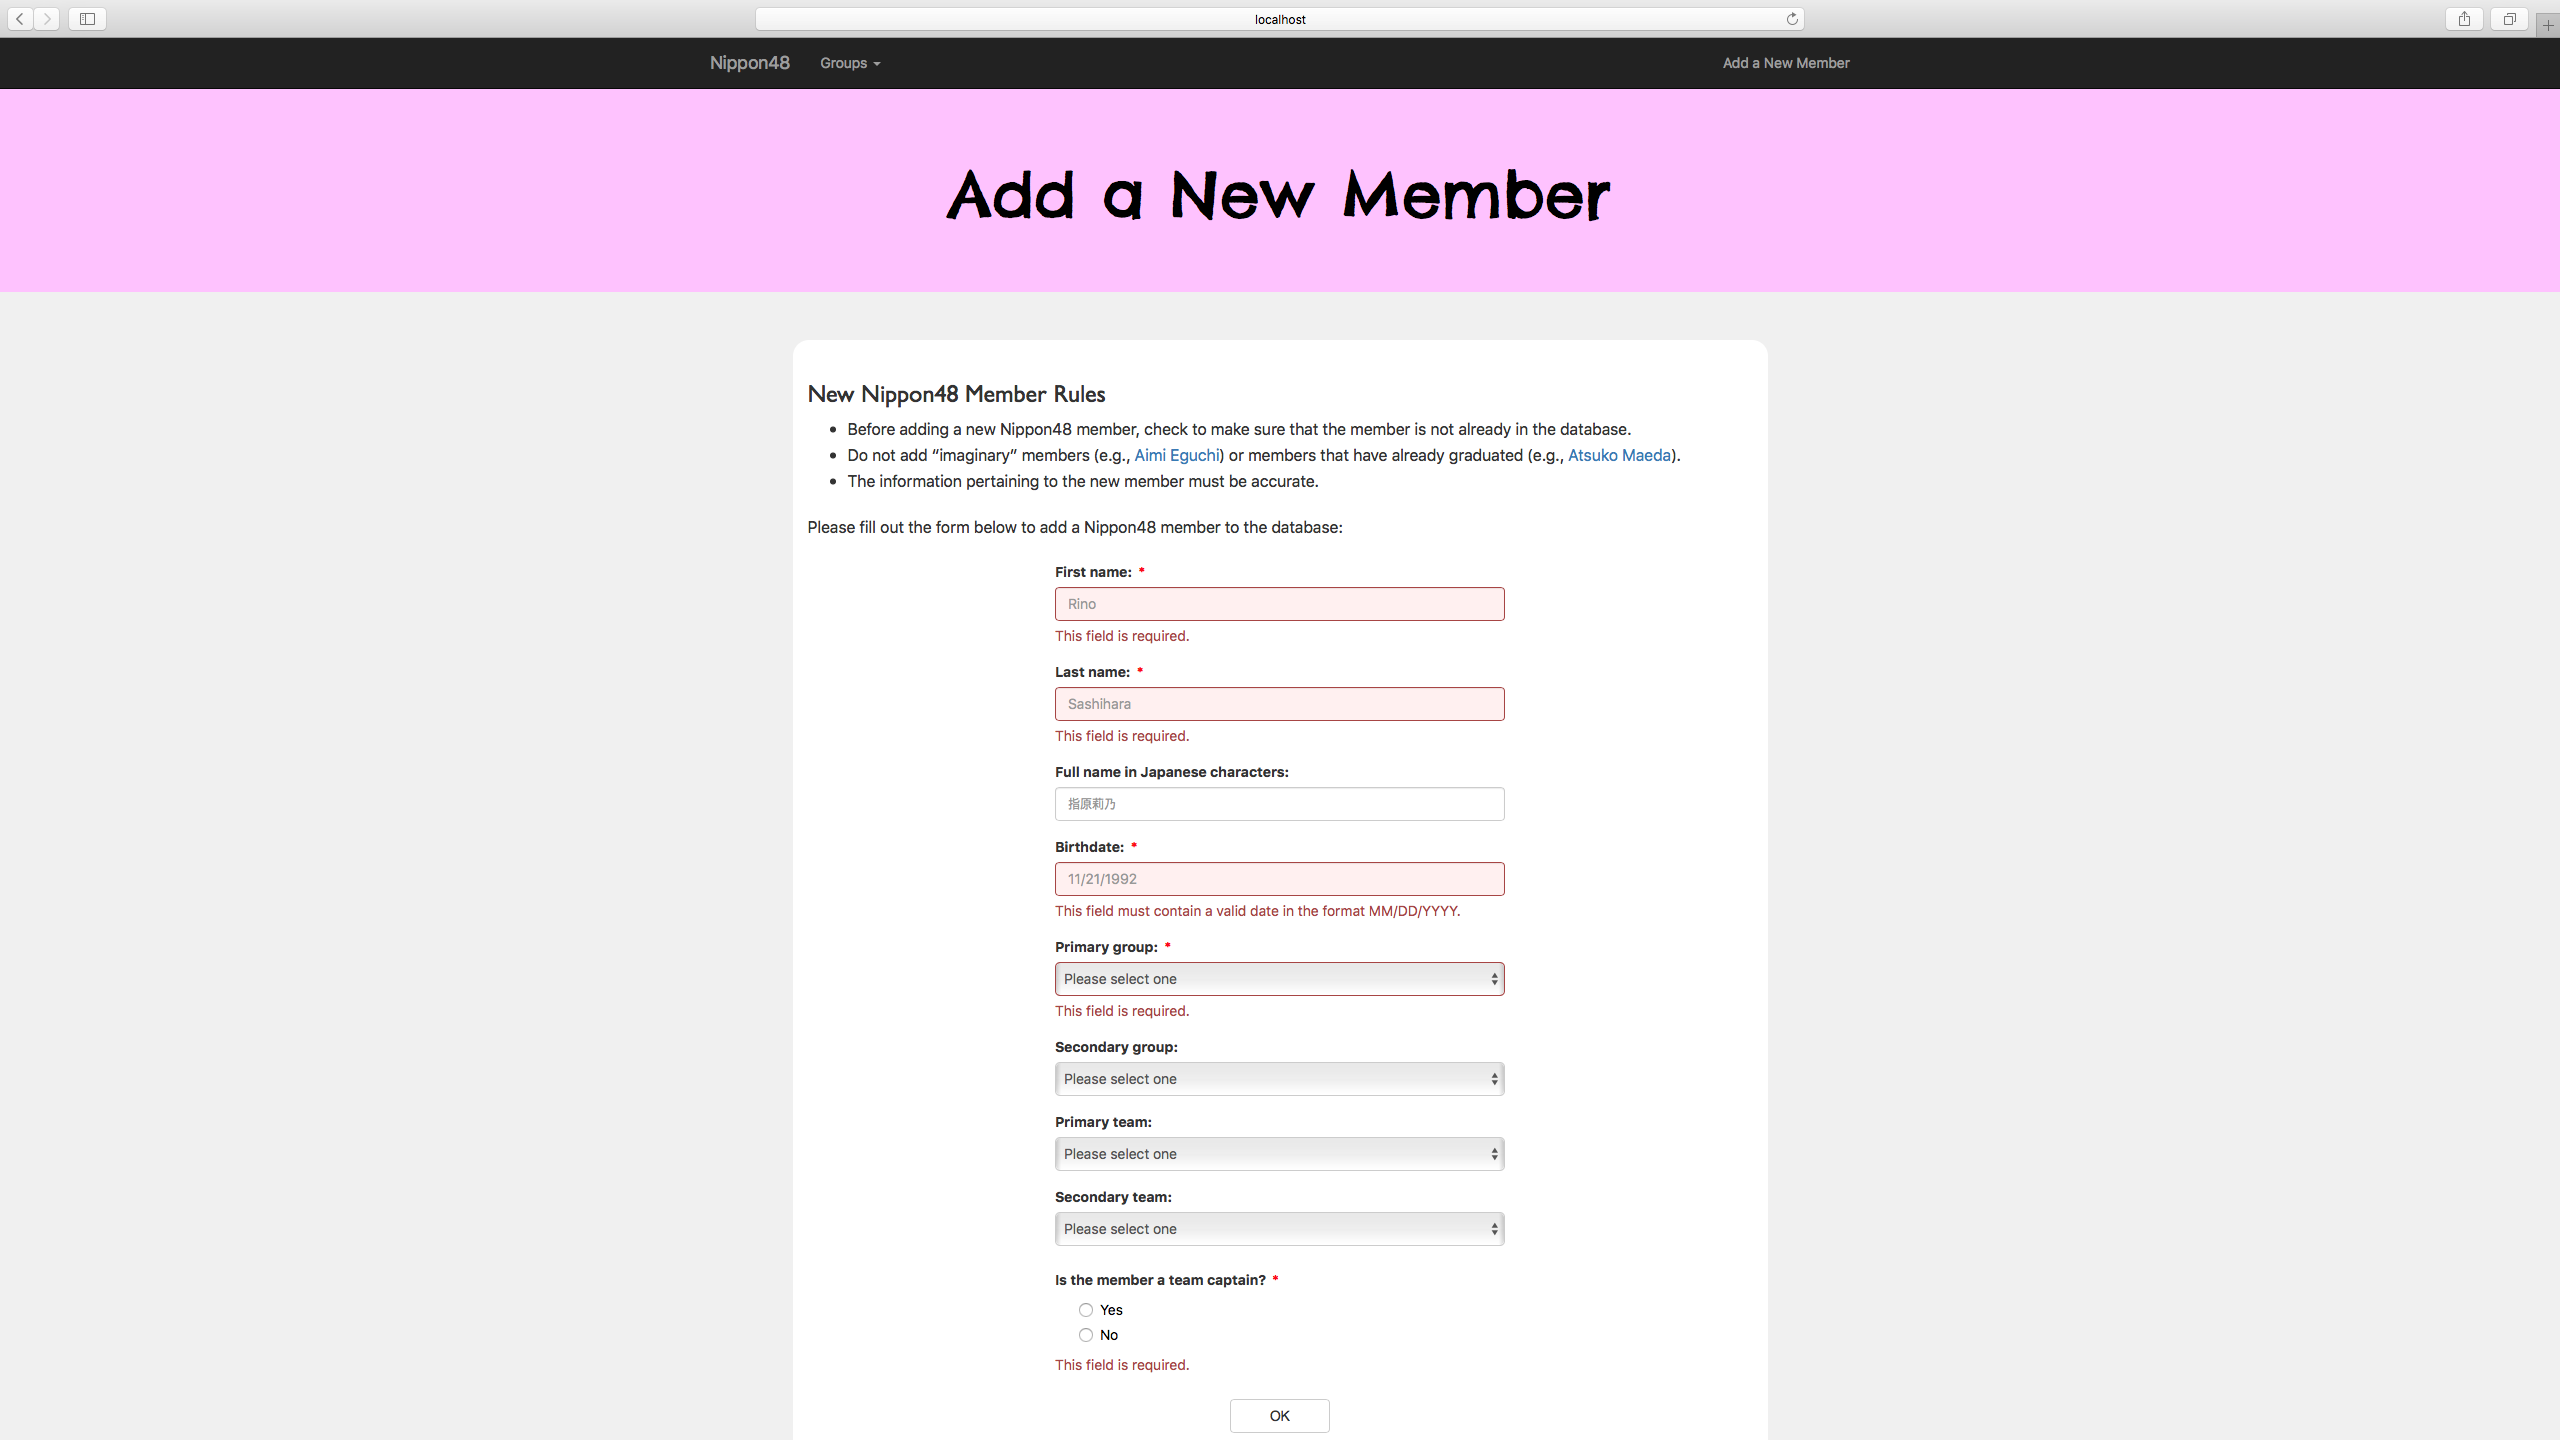 localhost
Nippon48 Groups Add a New Member
Add a New Member
New Nippon48 Member Rules
• Before adding a new Nippon48 member, check to make sure that the member is not already in the database.
• Do not add “imaginary” members (e.g., Aimi Eguchi) or members that have already graduated (e.g., Atsuko Maeda).
• The information pertaining to the new member must be accurate.
Please fill out the form below to add a Nippon48 member to the database:
First name: *
Rino
This field is required.
Last name: *
Sashihara
This field is required.
Full name in Japanese characters:
指原莉乃
Birthdate: *
11/21/1992
This field must contain a valid date in the format MM/DD/YYYY.
Primary group: *
Please select one
This field is required.
Secondary group:
Please select one
Primary team:
Please select one
Secondary team:
Please select one
Is the member a team captain? *
Yes
No
This field is required.
OK